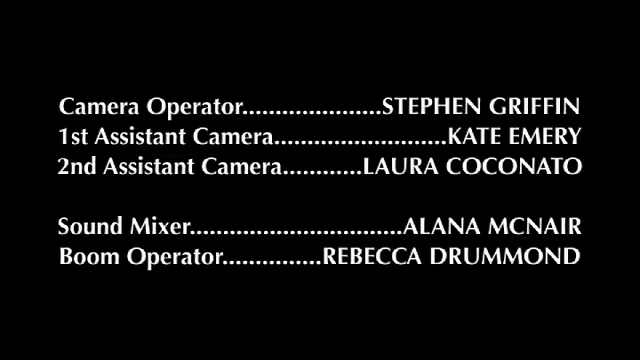 Camera Operator.....................STEPHEN GRIFFIN
1st Assistant Camera..........................KATE EMERY
2nd Assistant Camera............LAURA COCONATO
Sound Mixer................................ALANA MCNAIR
Boom Operator...............REBECCA DRUMMOND